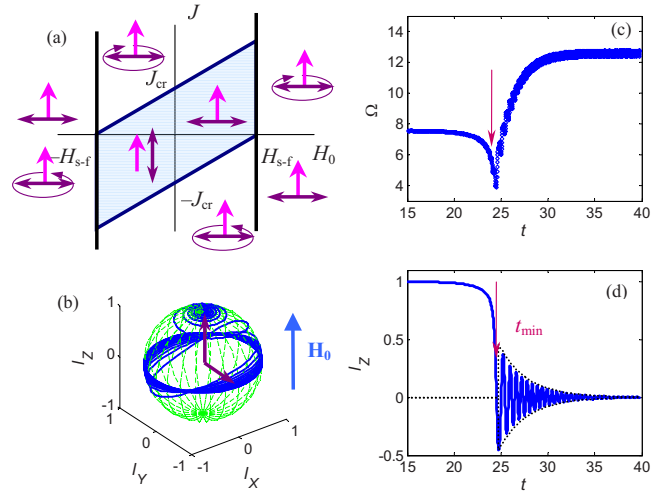 (a)
J
J_cr
−H_s-f
H_s-f
H_0
−J_cr
(b)
1
0
−1
l_Z
1
0
−1
l_Y
−1
0
1
l_X
H_0
(c)
14
12
10
8
6
4
Ω
15 20 25 30 35 40
t
(d)
1
0.5
0
−0.5
l_Z
t_min
15 20 25 30 35 40
t